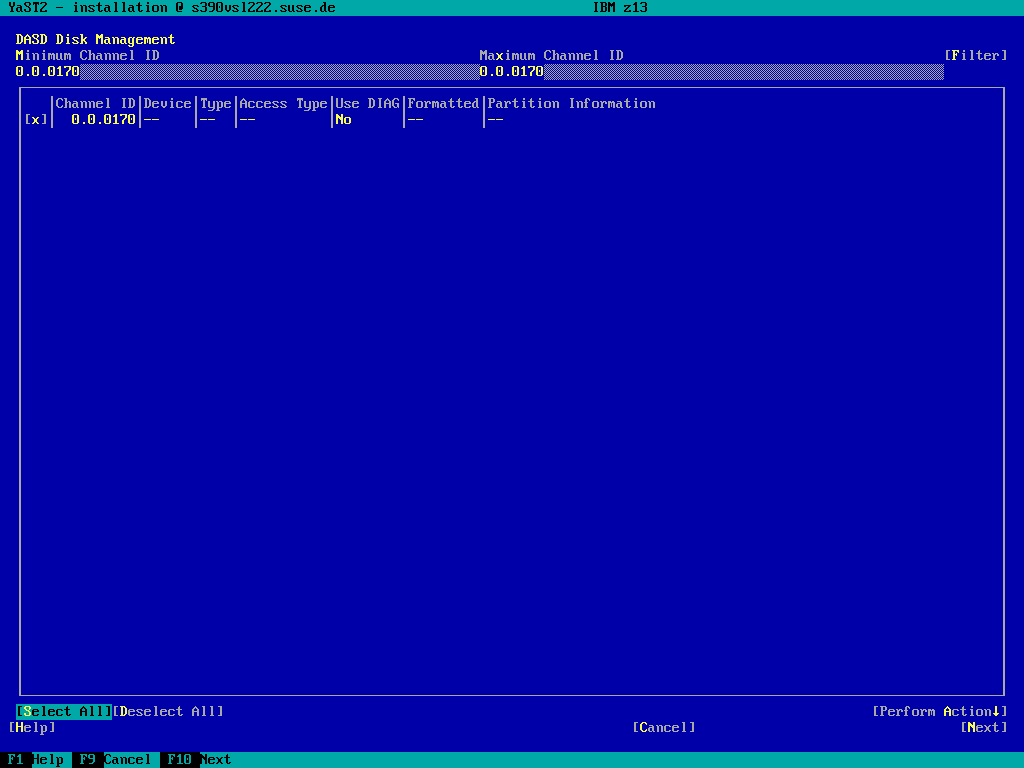 YaST2 - installation @ s390vsl222.suse.de IBM z13
DASD Disk Management
Minimum Channel ID Maximum Channel ID [Filter]
0.0.0170 0.0.0170
|Channel ID|Device|Type|Access Type|Use DIAG|Formatted|Partition Information
[x]| 0.0.0170|-- |-- |-- |No |-- |--
[Select All][Deselect All] [Perform Action↓]
[Help] [Cancel] [Next]
F1 Help F9 Cancel F10 Next